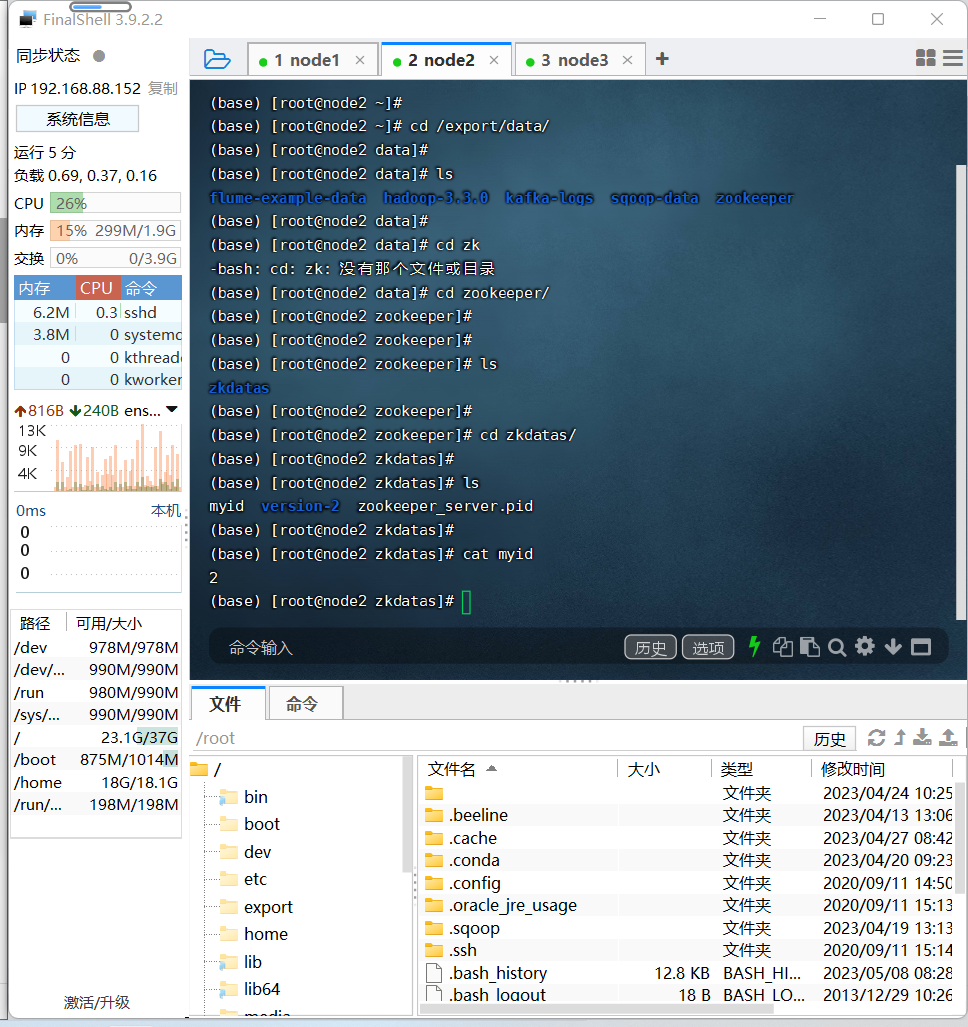 FinalShell 3.9.2.2
同步状态
IP 192.168.88.152 复制
系统信息
运行 5 分
负载 0.69, 0.37, 0.16
CPU 26%
内存 15% 299M/1.9G
交换 0% 0/3.9G
内存 CPU 命令
6.2M 0.3 sshd
3.8M 0 systemd
0 0 kthread
0 0 kworker
816B 240B ens...
13K
9K
4K
0ms 本机
0
0
0
路径 可用/大小
/dev 978M/978M
/dev/... 990M/990M
/run 980M/990M
/sys/... 990M/990M
/ 23.1G/37G
/boot 875M/1014M
/home 18G/18.1G
/run/... 198M/198M
激活/升级
1 node1 2 node2 3 node3
(base) [root@node2 ~]#
(base) [root@node2 ~]# cd /export/data/
(base) [root@node2 data]#
(base) [root@node2 data]# ls
flume-example-data hadoop-3.3.0 kafka-logs sqoop-data zookeeper
(base) [root@node2 data]#
(base) [root@node2 data]# cd zk
-bash: cd: zk: 没有那个文件或目录
(base) [root@node2 data]# cd zookeeper/
(base) [root@node2 zookeeper]#
(base) [root@node2 zookeeper]#
(base) [root@node2 zookeeper]# ls
zkdatas
(base) [root@node2 zookeeper]#
(base) [root@node2 zookeeper]# cd zkdatas/
(base) [root@node2 zkdatas]#
(base) [root@node2 zkdatas]# ls
myid version-2 zookeeper_server.pid
(base) [root@node2 zkdatas]#
(base) [root@node2 zkdatas]# cat myid
2
(base) [root@node2 zkdatas]#
命令输入 历史 选项
文件 命令
/root 历史
/
bin
boot
dev
etc
export
home
lib
lib64
media
文件名 大小 类型 修改时间
文件夹 2023/04/24 10:25
.beeline 文件夹 2023/04/13 13:06
.cache 文件夹 2023/04/27 08:42
.conda 文件夹 2023/04/20 09:23
.config 文件夹 2020/09/11 14:50
.oracle_jre_usage 文件夹 2020/09/11 15:13
.sqoop 文件夹 2023/04/19 13:13
.ssh 文件夹 2020/09/11 15:14
.bash_history 12.8 KB BASH_HI... 2023/05/08 08:28
.bash_logout 18 B BASH_LO... 2013/12/29 10:26